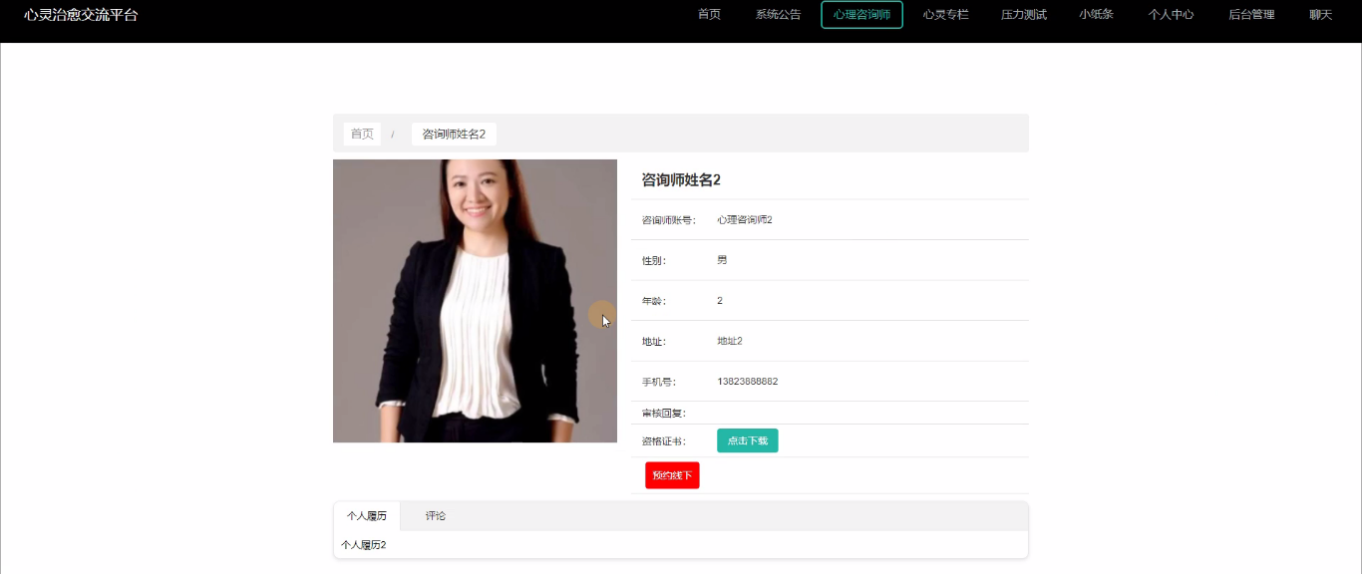 心灵治愈交流平台
首页 系统公告 心理咨询师 心灵专栏 压力测试 小纸条 个人中心 后台管理 聊天
首页 / 咨询师姓名2
咨询师姓名2
咨询师账号： 心理咨询师2
性别： 男
年龄： 2
地址： 地址2
手机号： 13823888882
审核回复：
资格证书： 点击下载
预约线下
个人履历 评论
个人履历2